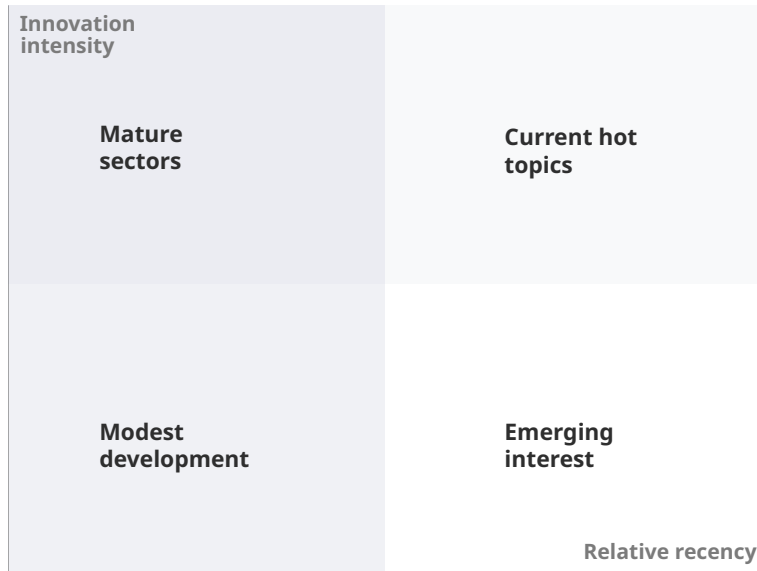 Innovation
intensity
Mature
sectors
Current hot
topics
Modest
development
Emerging
interest
Relative recency